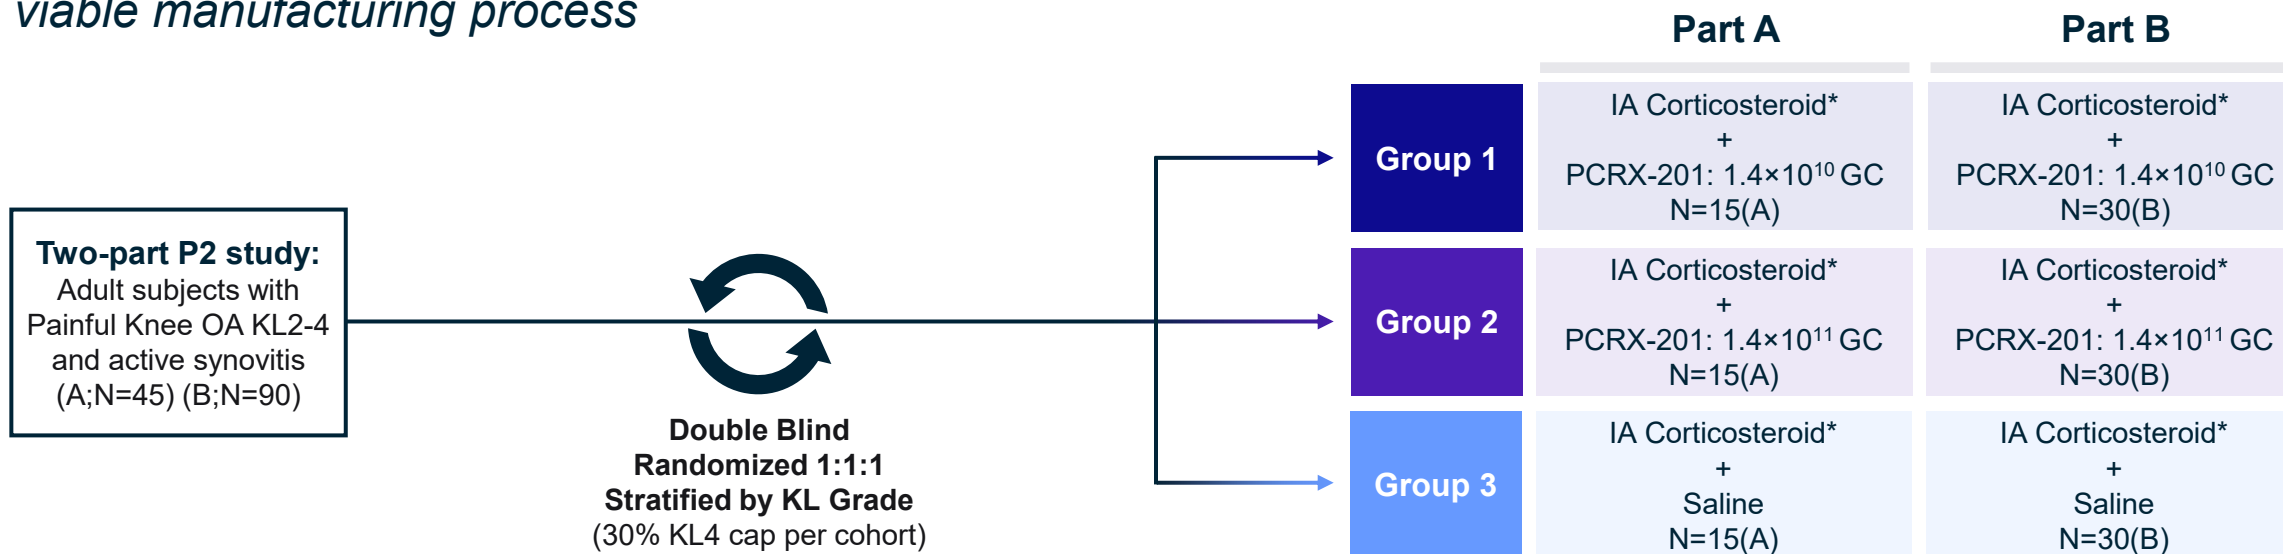 viable manufacturing process
Part A
Part B
Two-part P2 study:
Adult subjects with
Painful Knee OA KL2-4
and active synovitis
(A;N=45) (B;N=90)
Double Blind
Randomized 1:1:1
Stratified by KL Grade
(30% KL4 cap per cohort)
Group 1
IA Corticosteroid*
+
PCRX-201: 1.4×10¹⁰ GC
N=15(A)
IA Corticosteroid*
+
PCRX-201: 1.4×10¹⁰ GC
N=30(B)
Group 2
IA Corticosteroid*
+
PCRX-201: 1.4×10¹¹ GC
N=15(A)
IA Corticosteroid*
+
PCRX-201: 1.4×10¹¹ GC
N=30(B)
Group 3
IA Corticosteroid*
+
Saline
N=15(A)
IA Corticosteroid*
+
Saline
N=30(B)